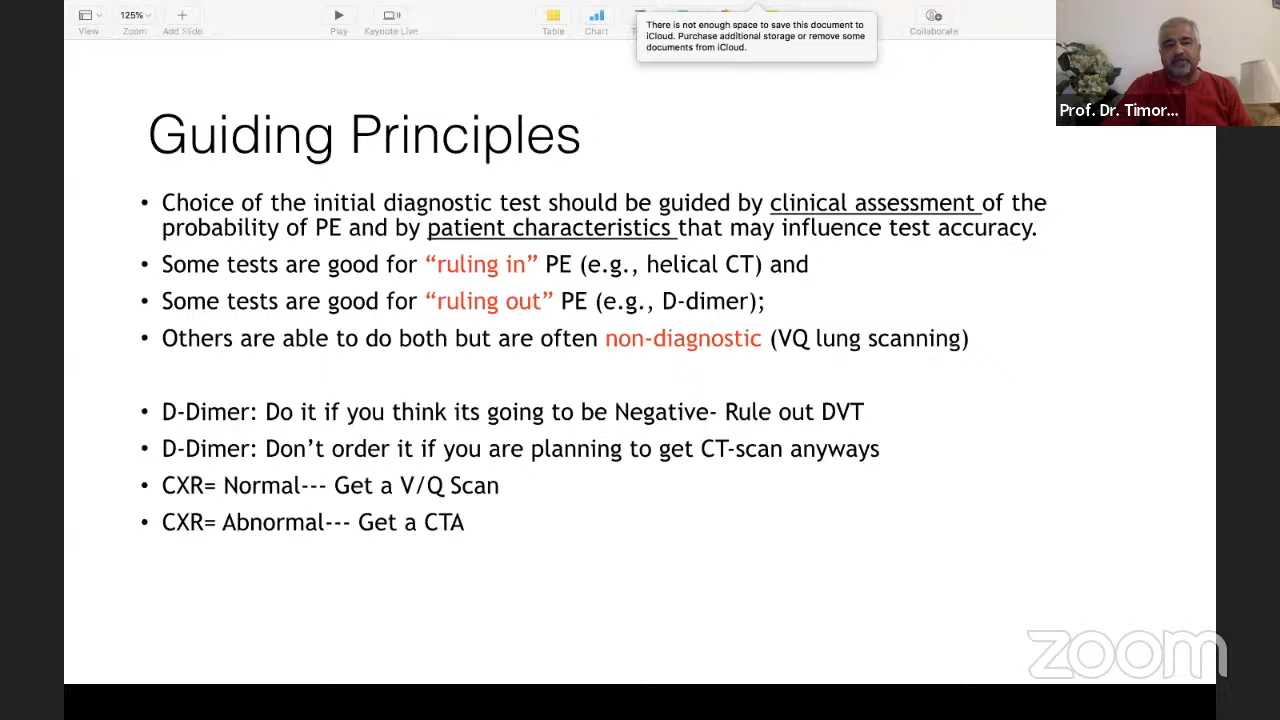 125%
View
Zoom
Add Slide
Play
Keynote Live
Table
Chart
There is not enough space to save this document to
iCloud. Purchase additional storage or remove some
documents from iCloud.
Collaborate
Prof. Dr. Timor...
Guiding Principles
• Choice of the initial diagnostic test should be guided by clinical assessment of the
probability of PE and by patient characteristics that may influence test accuracy.
• Some tests are good for “ruling in” PE (e.g., helical CT) and
• Some tests are good for “ruling out” PE (e.g., D-dimer);
• Others are able to do both but are often non-diagnostic (VQ lung scanning)
• D-Dimer: Do it if you think its going to be Negative- Rule out DVT
• D-Dimer: Don’t order it if you are planning to get CT-scan anyways
• CXR= Normal--- Get a V/Q Scan
• CXR= Abnormal--- Get a CTA
zoom